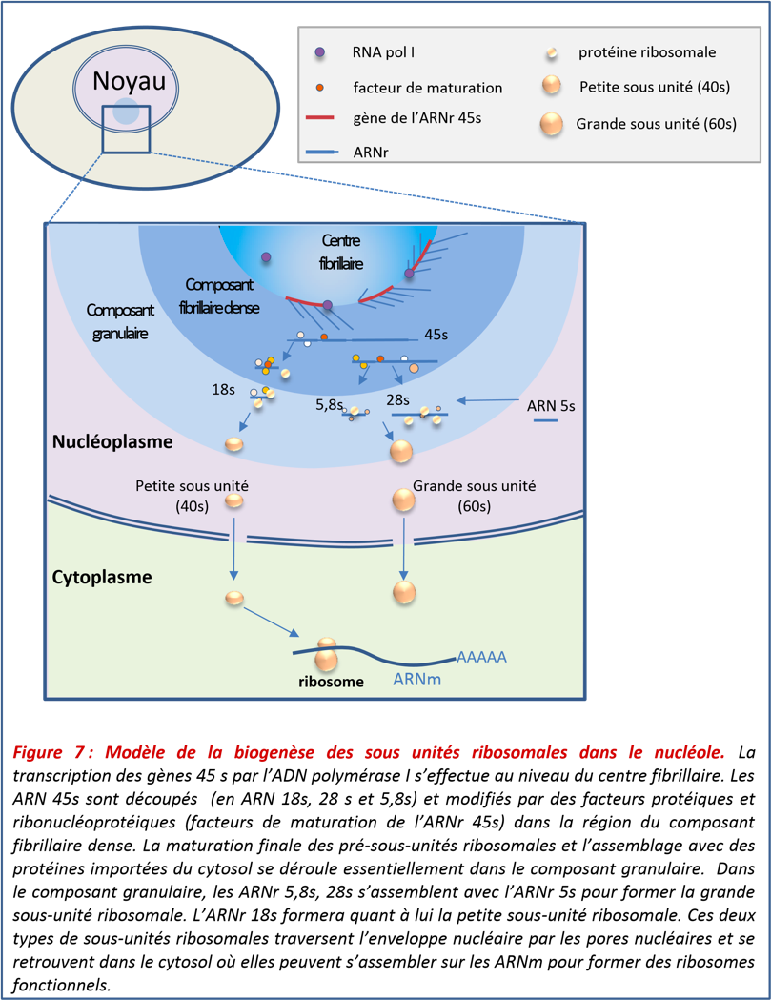 Noyau
RNA pol I
facteur de maturation
gène de l'ARNr 45s
ARNr
protéine ribosomale
Petite sous unité (40s)
Grande sous unité (60s)
Centre
fibrillaire
Composant
fibrillaire dense
Composant
granulaire
45s
18s
5,8s
28s
ARN 5s
Nucléoplasme
Petite sous unité
(40s)
Grande sous unité
(60s)
Cytoplasme
AAAAA
ribosome
ARNm
Figure 7 : Modèle de la biogenèse des sous unités ribosomales dans le nucléole. La
transcription des gènes 45 s par l'ADN polymérase I s'effectue au niveau du centre fibrillaire. Les
ARN 45s sont découpés (en ARN 18s, 28 s et 5,8s) et modifiés par des facteurs protéiques et
ribonucléoprotéiques (facteurs de maturation de l'ARNr 45s) dans la région du composant
fibrillaire dense. La maturation finale des pré-sous-unités ribosomales et l'assemblage avec des
protéines importées du cytosol se déroule essentiellement dans le composant granulaire. Dans
le composant granulaire, les ARNr 5,8s, 28s s'assemblent avec l'ARNr 5s pour former la grande
sous-unité ribosomale. L'ARNr 18s formera quant à lui la petite sous-unité ribosomale. Ces deux
types de sous-unités ribosomales traversent l'enveloppe nucléaire par les pores nucléaires et se
retrouvent dans le cytosol où elles peuvent s'assembler sur les ARNm pour former des ribosomes
fonctionnels.